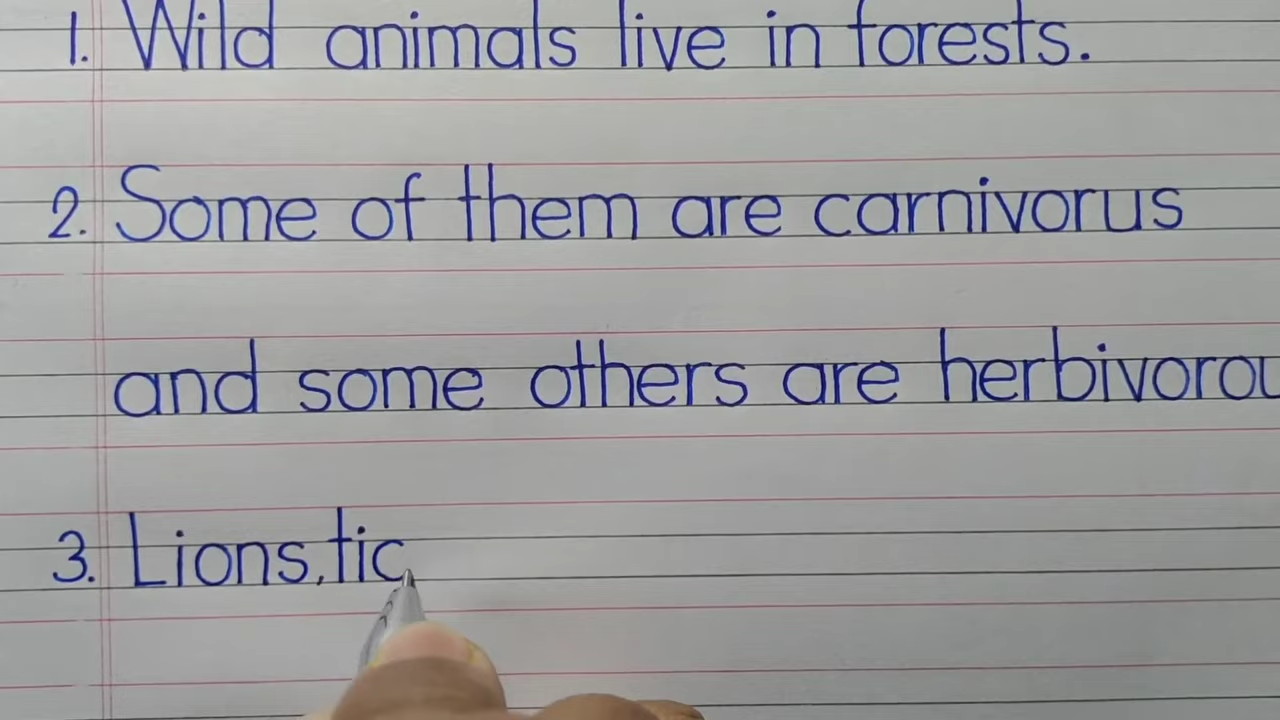 1. Wild animals live in forests.
2. Some of them are carnivorus
and some others are herbivorou
3. Lions, tic